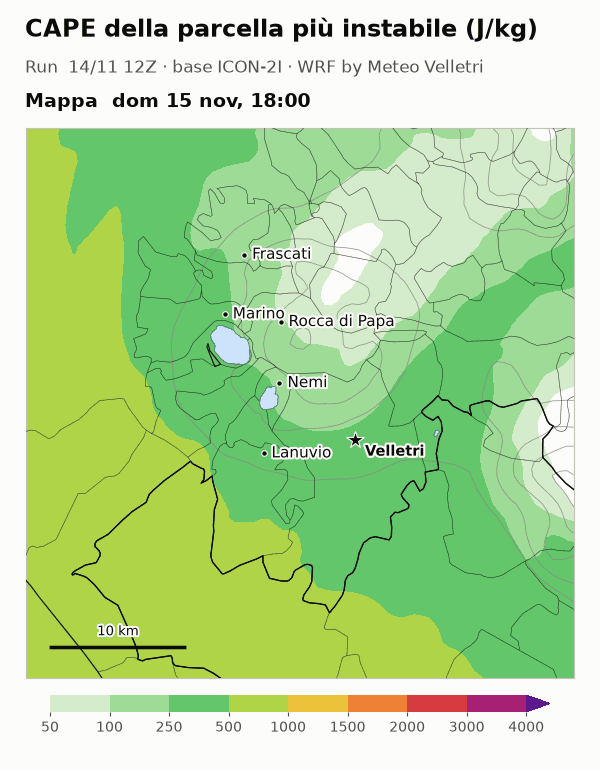 CAPE della parcella più instabile (J/kg)
Run  14/11 12Z · base ICON-2I · WRF by Meteo Velletri
Mappa  dom 15 nov, 18:00
Frascati
Marino
Rocca di Papa
Nemi
Velletri
Lanuvio
10 km
50 100 250 500 1000 1500 2000 3000 4000